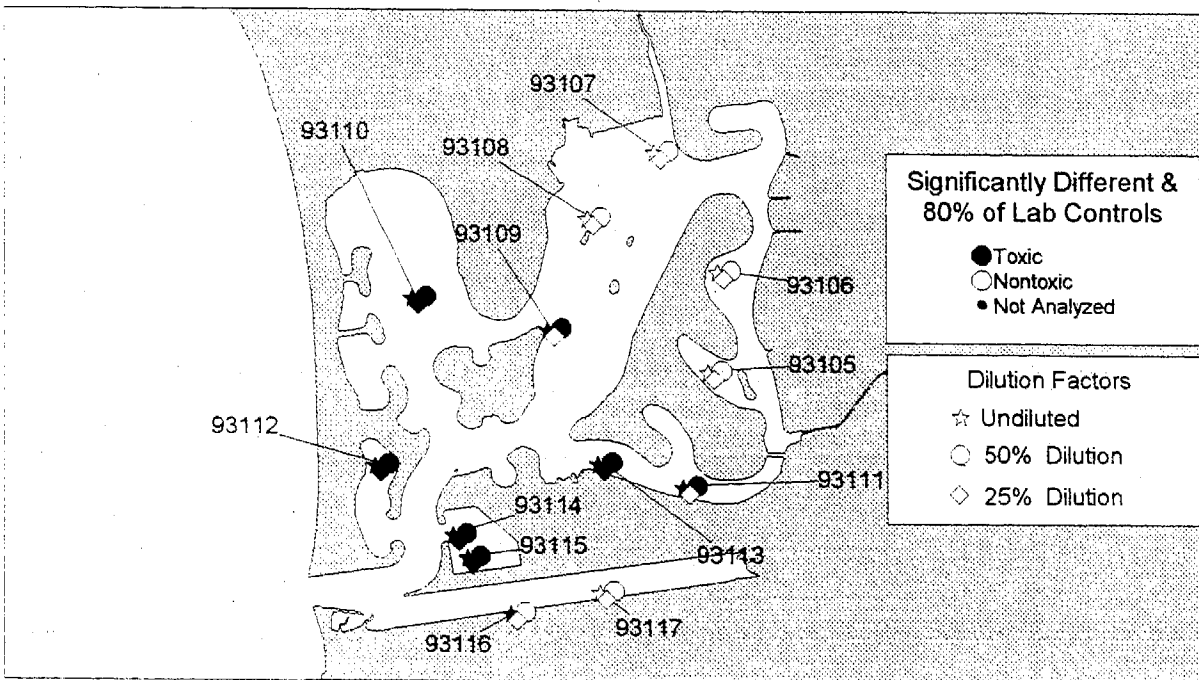 93107
93110
93108
93109
93106
93105
93112
93111
93114
93115
93113
93116
93117
Significantly Different &
80% of Lab Controls
Toxic
Nontoxic
Not Analyzed
Dilution Factors
Undiluted
50% Dilution
25% Dilution